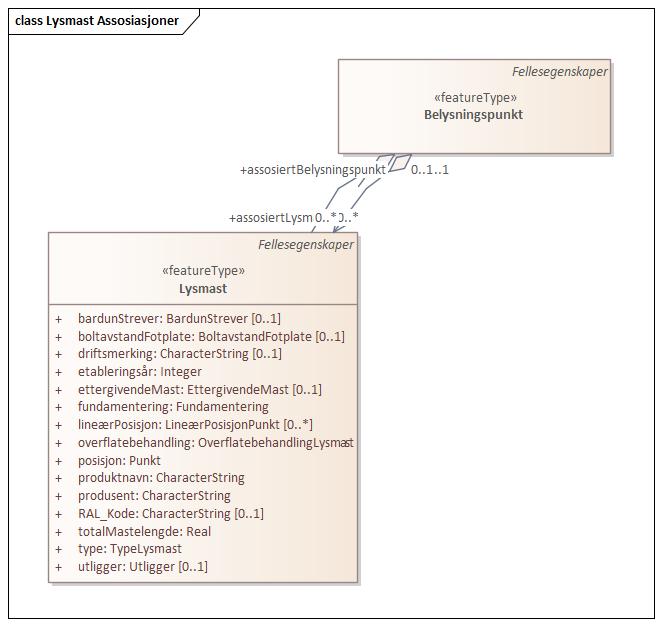 class Lysmast Assosiasjoner
Fellesegenskaper
«featureType»
Belysningspunkt
+assosiertBelysningspunkt 0..1..1
+assosiertLysm 0..* 0..*
Fellesegenskaper
«featureType»
Lysmast
+ bardunStrever: BardunStrever [0..1]
+ boltavstandFotplate: BoltavstandFotplate [0..1]
+ driftsmerking: CharacterString [0..1]
+ etableringsår: Integer
+ ettergivendeMast: EttergivendeMast [0..1]
+ fundamentering: Fundamentering
+ lineærPosisjon: LineærPosisjonPunkt [0..*]
+ overflatebehandling: OverflatebehandlingLysmast
+ posisjon: Punkt
+ produktnavn: CharacterString
+ produsent: CharacterString
+ RAL_Kode: CharacterString [0..1]
+ totalMastelengde: Real
+ type: TypeLysmast
+ utligger: Utligger [0..1]